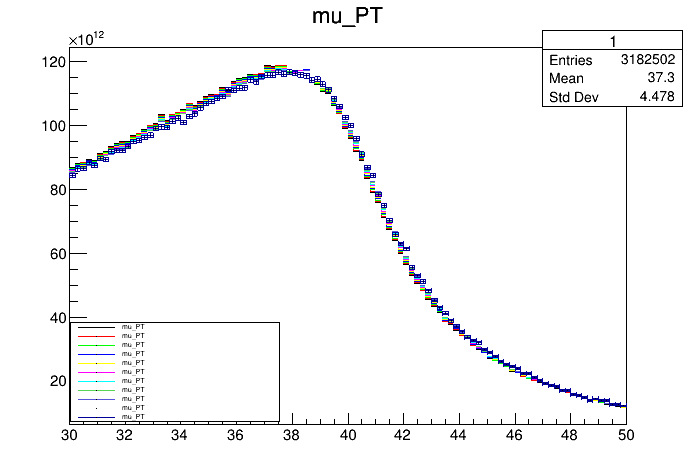 mu_PT
×10¹²
1
Entries 3182502
Mean 37.3
Std Dev 4.478
120
100
80
60
40
20
mu_PT
mu_PT
mu_PT
mu_PT
mu_PT
mu_PT
mu_PT
mu_PT
mu_PT
mu_PT
mu_PT
30 32 34 36 38 40 42 44 46 48 50